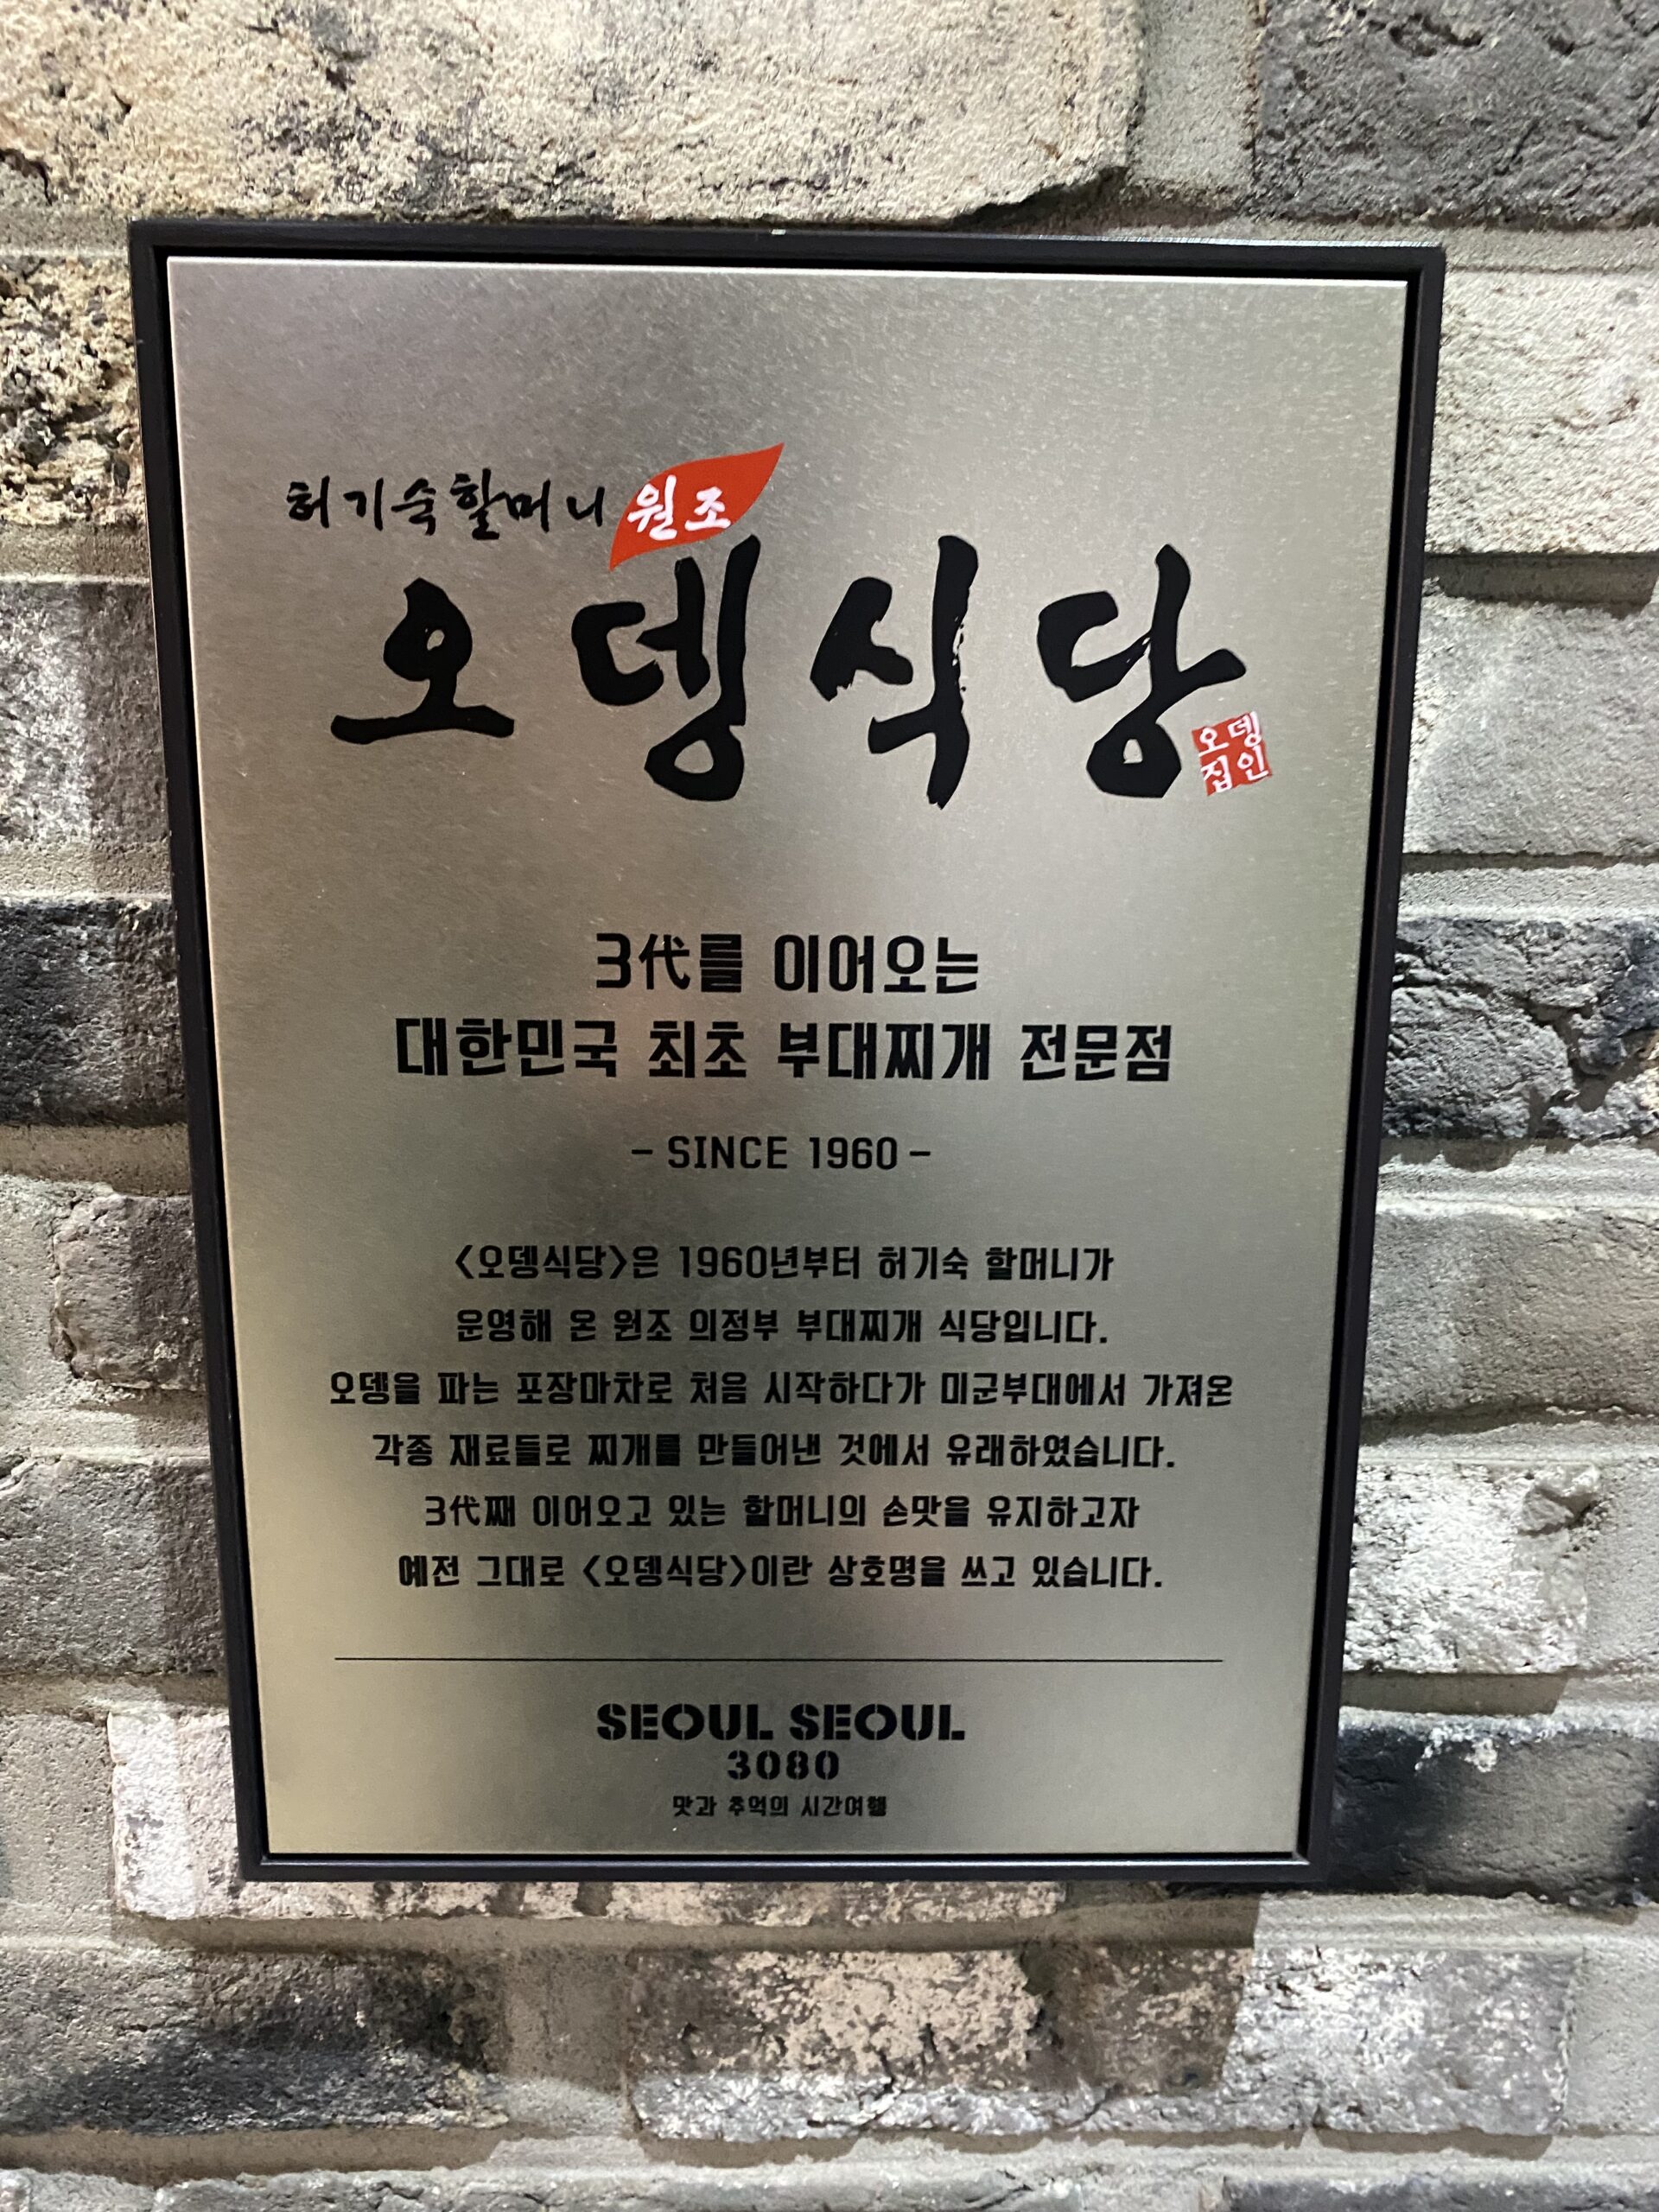 허기숙할머니 원조
오뎅식당
오뎅
집인
3代를 이어오는
대한민국 최초 부대찌개 전문점
– SINCE 1960 –
<오뎅식당>은 1960년부터 허기숙 할머니가
운영해 온 원조 의정부 부대찌개 식당입니다.
오뎅을 파는 포장마차로 처음 시작하다가 미군부대에서 가져온
각종 재료들로 찌개를 만들어낸 것에서 유래하였습니다.
3代째 이어오고 있는 할머니의 손맛을 유지하고자
예전 그대로 <오뎅식당>이란 상호명을 쓰고 있습니다.
SEOUL SEOUL
3080
맛과 추억의 시간여행